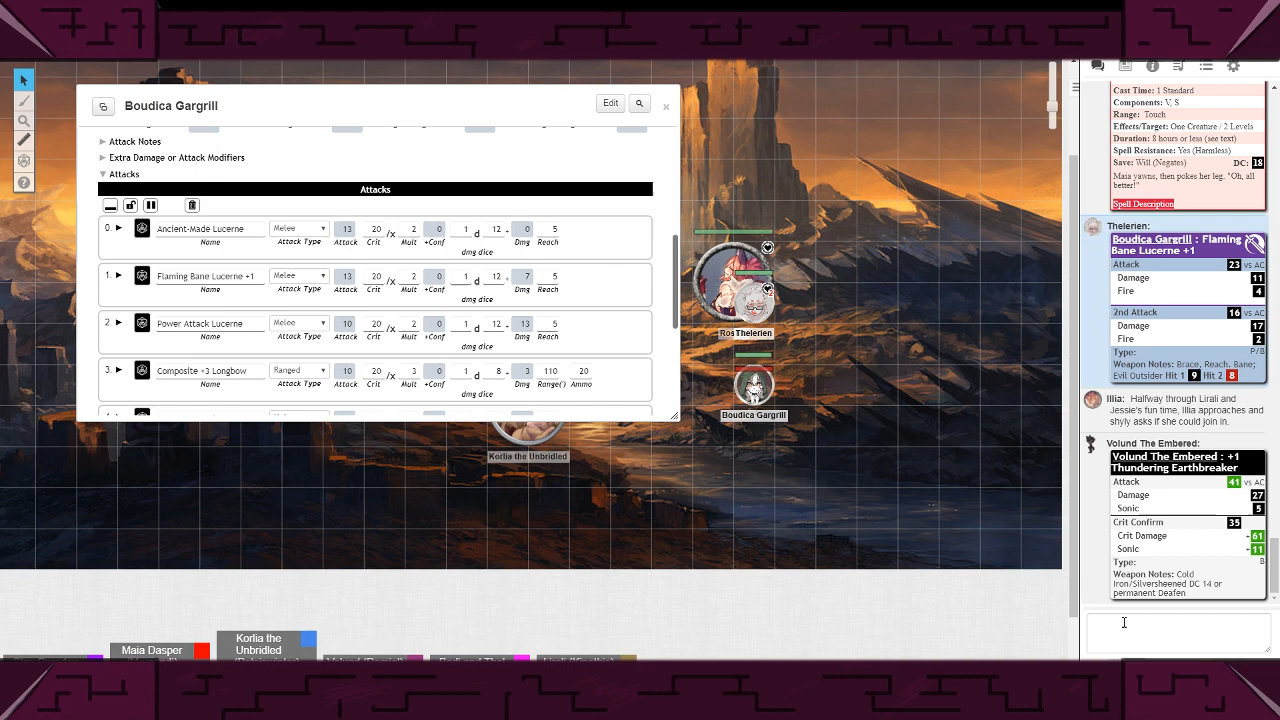 Boudica Gargrill
Edit
Attack Notes
Extra Damage or Attack Modifiers
Attacks
Attacks
0. Ancient-Made Lucerne Melee 13 20 /x 2 0 1 d 12 + 0 5
Name Attack Type Attack Crit Mult +Conf dmg dice Dmg Reach
1. Flaming Bane Lucerne +1 Melee 13 20 /x 2 0 1 d 12 + 7 5
Name Attack Type Attack Crit Mult +Conf dmg dice Dmg Reach
2 Power Attack Lucerne Melee 10 20 /x 2 0 1 d 12 + 13 5
Name Attack Type Attack Crit Mult +Conf dmg dice Dmg Reach
3. Composite +3 Longbow Ranged 10 20 /x 3 0 1 d 8 + 3 110 20
Name Attack Type Attack Crit Mult +Conf dmg dice Dmg Range() Ammo
Ros Thelerien
Boudica Gargrill
Korlia the Unbridled
Maia Dasper
Korlia the
Unbridled
Cast Time: 1 Standard
Components: V, S
Range: Touch
Effects/Target: One Creature / 2 Levels
Duration: 8 hours or less (see text)
Spell Resistance: Yes (Harmless)
Save: Will (Negates) DC: 18
Maia yawns, then pokes her leg. "Oh, all
better!"
Spell Description
Thelerien:
Boudica Gargrill : Flaming
Bane Lucerne +1
Attack 23 vs AC
Damage 11
Fire 4
2nd Attack 16 vs AC
Damage 17
Fire 2
Type: P/B
Weapon Notes: Brace, Reach, Bane;
Evil Outsider Hit 1 9 Hit 2 8
Illia: Halfway through Lirali and
Jessie's fun time, Illia approaches and
shyly asks if she could join in.
Volund The Embered:
Volund The Embered : +1
Thundering Earthbreaker
Attack 41 vs AC
Damage 27
Sonic 5
Crit Confirm 35
Crit Damage +61
Sonic +11
Type: B
Weapon Notes: Cold
Iron/Silversheened DC 14 or
permanent Deafen